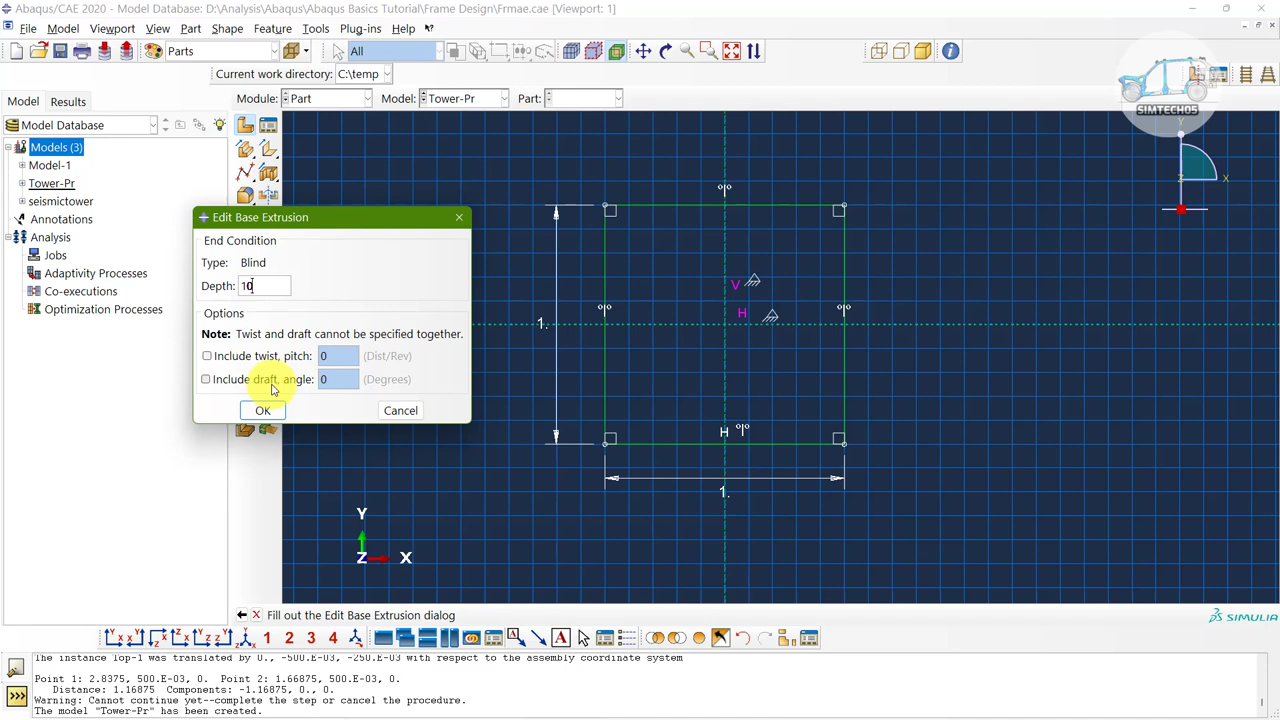 Abaqus/CAE 2020 - Model Database: D:\Analysis\Abaqus\Abaqus Basics Tutorial\Frame Design\Frmae.cae [Viewport: 1]
File Model Viewport View Part Shape Feature Tools Plug-ins Help
Parts All
Current work directory: C:\temp
SIMTECH05
Model Results Module: Part Model: Tower-Pr Part:
Model Database
Models (3)
Model-1
Tower-Pr
seismictower
Annotations
Analysis
Jobs
Adaptivity Processes
Co-executions
Optimization Processes
Edit Base Extrusion
End Condition
Type: Blind
Depth: 10
Options
Note: Twist and draft cannot be specified together.
Include twist, pitch: 0 (Dist/Rev)
Include draft, angle: 0 (Degrees)
OK Cancel
V
H
1.
H
1.
Y
Z X
Y
Z X
Fill out the Edit Base Extrusion dialog
SIMULIA
1 2 3 4 A
The instance Top-1 was translated by 0., -500.E-03, -250.E-03 with respect to the assembly coordinate system
Point 1: 2.8375, 500.E-03, 0. Point 2: 1.66875, 500.E-03, 0.
Distance: 1.16875 Components: -1.16875, 0., 0.
Warning: Cannot continue yet--complete the step or cancel the procedure.
The model "Tower-Pr" has been created.
>>>